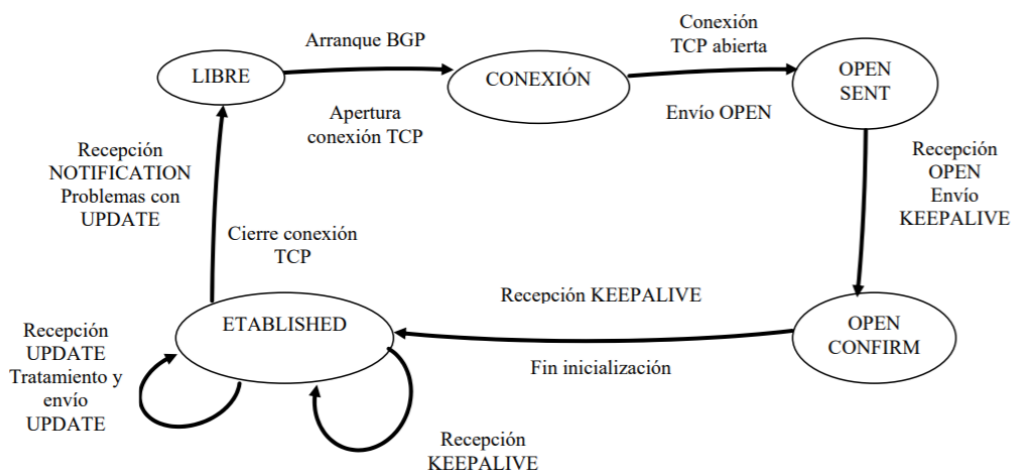 Arranque BGP
Conexión
TCP abierta
LIBRE
CONEXIÓN
OPEN
SENT
Apertura
conexión TCP
Envío OPEN
Recepción
NOTIFICATION
Problemas con
UPDATE
Recepción
OPEN
Envío
KEEPALIVE
Cierre conexión
TCP
Recepción KEEPALIVE
ETABLISHED
OPEN
CONFIRM
Fin inicialización
Recepción
UPDATE
Tratamiento y
envío
UPDATE
Recepción
KEEPALIVE